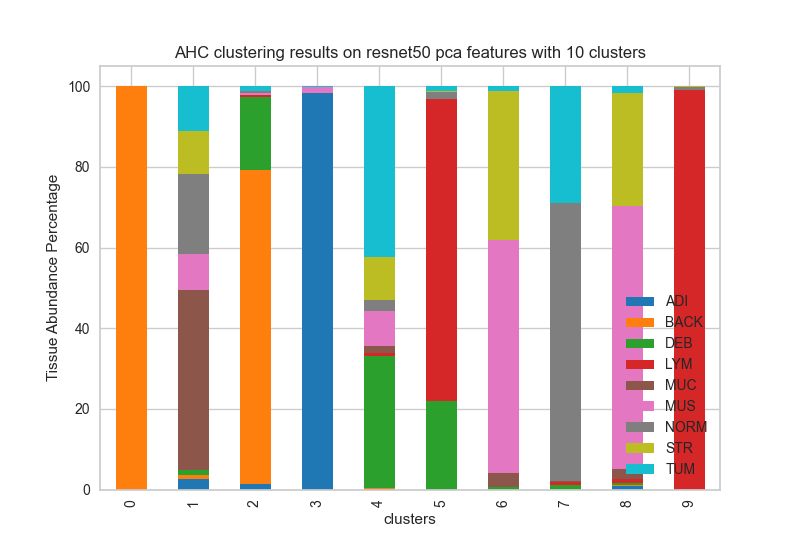 AHC clustering results on resnet50 pca features with 10 clusters
Tissue Abundance Percentage
100
80
60
40
20
0
0 1 2 3 4 5 6 7 8 9
clusters
ADI
BACK
DEB
LYM
MUC
MUS
NORM
STR
TUM